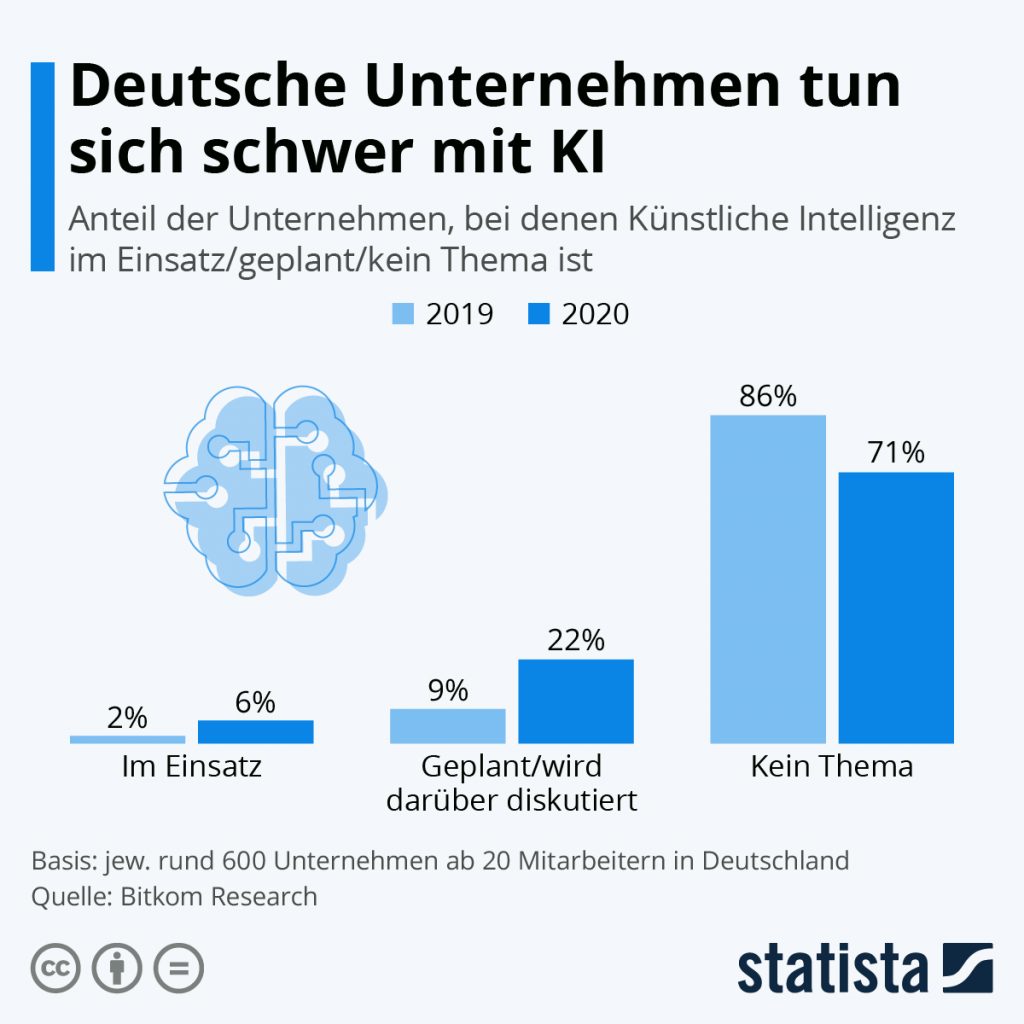 Deutsche Unternehmen tun
sich schwer mit KI
Anteil der Unternehmen, bei denen Künstliche Intelligenz
im Einsatz/geplant/kein Thema ist
2019 2020
86%
71%
22%
9%
6%
2%
Im Einsatz
Geplant/wird
darüber diskutiert
Kein Thema
Basis: jew. rund 600 Unternehmen ab 20 Mitarbeitern in Deutschland
Quelle: Bitkom Research
cc
statista